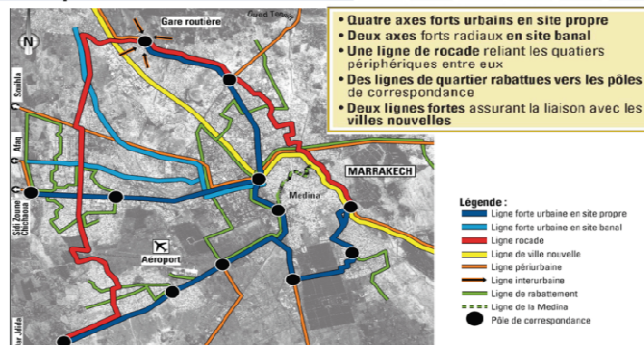 Gare routière
N
• Quatre axes forts urbains en site propre
• Deux axes forts radiaux en site banal
• Une ligne de rocade reliant les quatiers
périphériques entre eux
• Des lignes de quartier rabattues vers les pôles
de correspondance
• Deux lignes fortes assurant la liaison avec les
villes nouvelles
Souihla
MARRAKECH
Medina
Aéroport
Légende :
Ligne forte urbaine en site propre
Ligne forte urbaine en site banal
Ligne rocade
Ligne de ville nouvelle
Ligne périurbaine
Ligne interurbaine
Ligne de rabattement
Ligne de la Medina
Pôle de correspondance